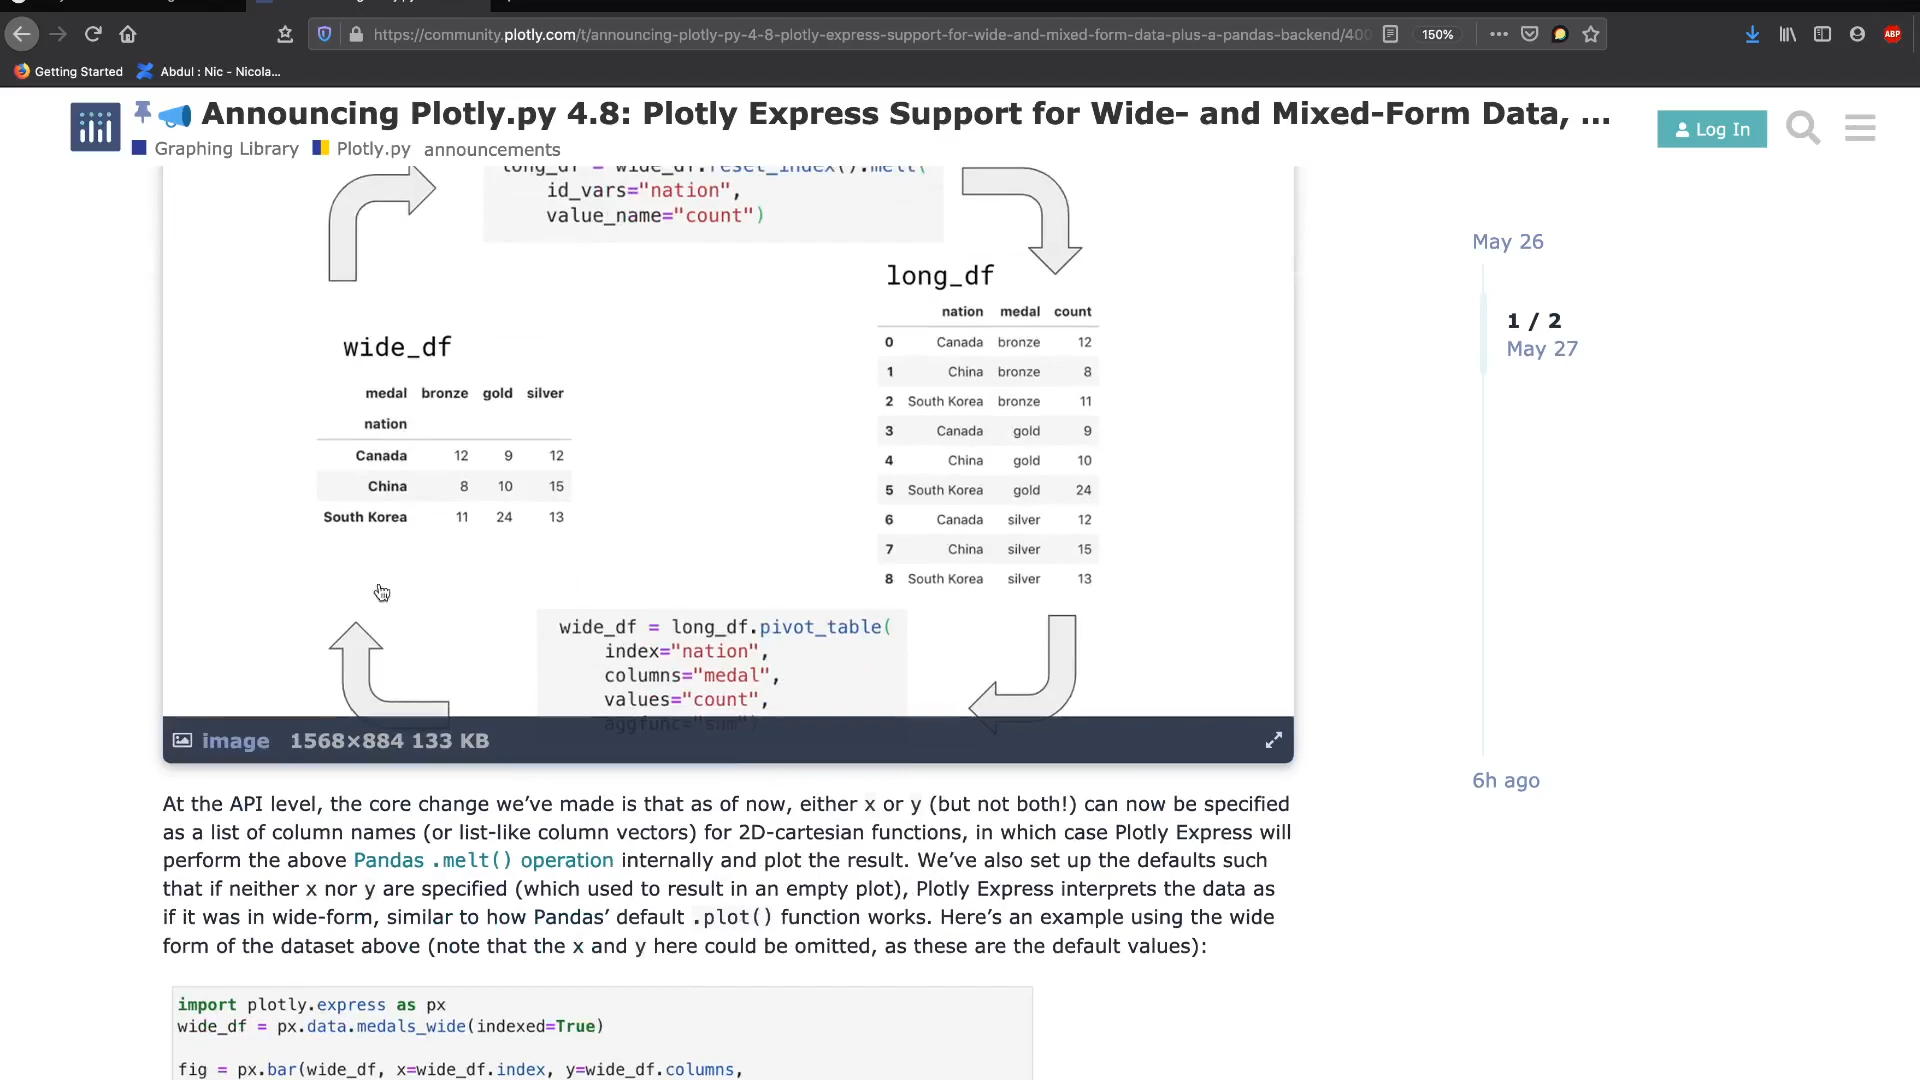 https://community.plotly.com/t/announcing-plotly-py-4-8-plotly-express-support-for-wide-and-mixed-form-data-plus-a-pandas-backend/400
150%
ABP
Getting Started
Abdul : Nic - Nicola...
Announcing Plotly.py 4.8: Plotly Express Support for Wide- and Mixed-Form Data, ...
Graphing Library
Plotly.py
announcements
Log In
long_df = wide_df.reset_index().melt(
id_vars="nation",
value_name="count")
wide_df
medal bronze gold silver
nation
Canada 12 9 12
China 8 10 15
South Korea 11 24 13
long_df
nation medal count
0 Canada bronze 12
1 China bronze 8
2 South Korea bronze 11
3 Canada gold 9
4 China gold 10
5 South Korea gold 24
6 Canada silver 12
7 China silver 15
8 South Korea silver 13
wide_df = long_df.pivot_table(
index="nation",
columns="medal",
values="count",
aggfunc="sum")
image 1568×884 133 KB
At the API level, the core change we've made is that as of now, either x or y (but not both!) can now be specified
as a list of column names (or list-like column vectors) for 2D-cartesian functions, in which case Plotly Express will
perform the above Pandas .melt() operation internally and plot the result. We've also set up the defaults such
that if neither x nor y are specified (which used to result in an empty plot), Plotly Express interprets the data as
if it was in wide-form, similar to how Pandas' default .plot() function works. Here's an example using the wide
form of the dataset above (note that the x and y here could be omitted, as these are the default values):
import plotly.express as px
wide_df = px.data.medals_wide(indexed=True)
fig = px.bar(wide_df, x=wide_df.index, y=wide_df.columns,
May 26
1 / 2
May 27
6h ago